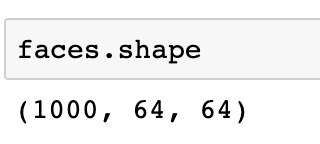 faces.shape
(1000, 64, 64)